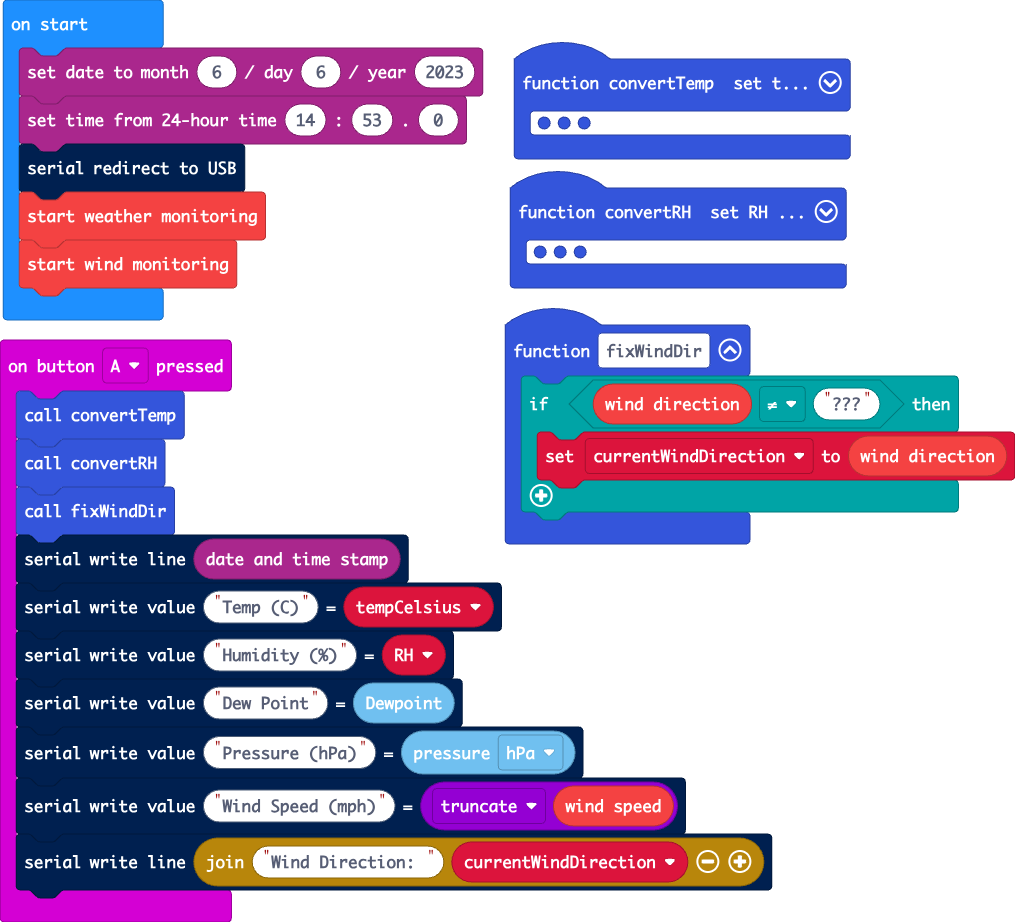 on start
set date to month 6 / day 6 / year 2023
set time from 24-hour time 14 : 53 . 0
serial redirect to USB
start weather monitoring
start wind monitoring
on button A pressed
call convertTemp
call convertRH
call fixWindDir
serial write line date and time stamp
serial write value "Temp (C)" = tempCelsius
serial write value "Humidity (%)" = RH
serial write value "Dew Point" = Dewpoint
serial write value "Pressure (hPa)" = pressure hPa
serial write value "Wind Speed (mph)" = truncate wind speed
serial write line join "Wind Direction: " currentWindDirection
function convertTemp set t...
function convertRH set RH ...
function fixWindDir
if wind direction ≠ "???" then
set currentWindDirection to wind direction